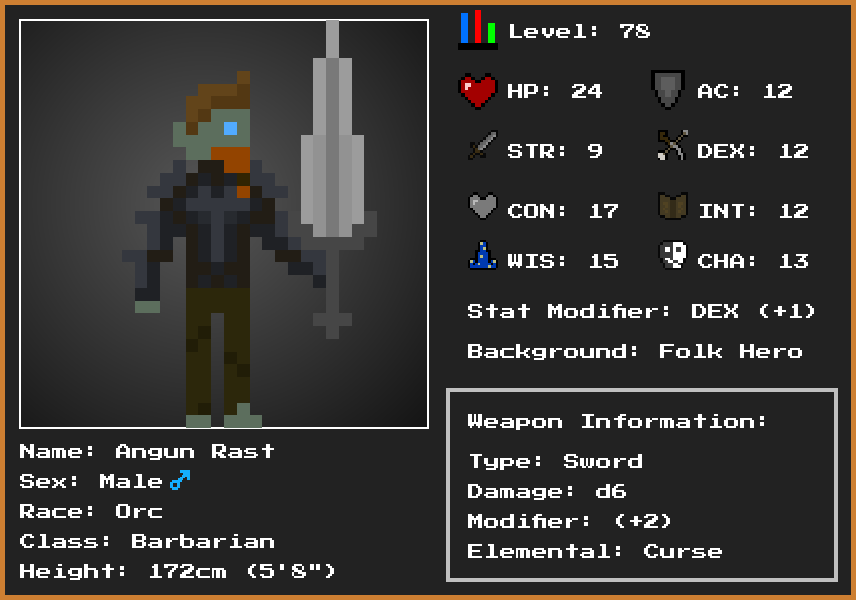 Level: 78
HP: 24
AC: 12
STR: 9
DEX: 12
CON: 17
INT: 12
WIS: 15
CHA: 13
Stat Modifier: DEX (+1)
Background: Folk Hero
Weapon Information:
Type: Sword
Damage: d6
Modifier: (+2)
Elemental: Curse
Name: Angun Rast
Sex: Male♂
Race: Orc
Class: Barbarian
Height: 172cm (5'8")